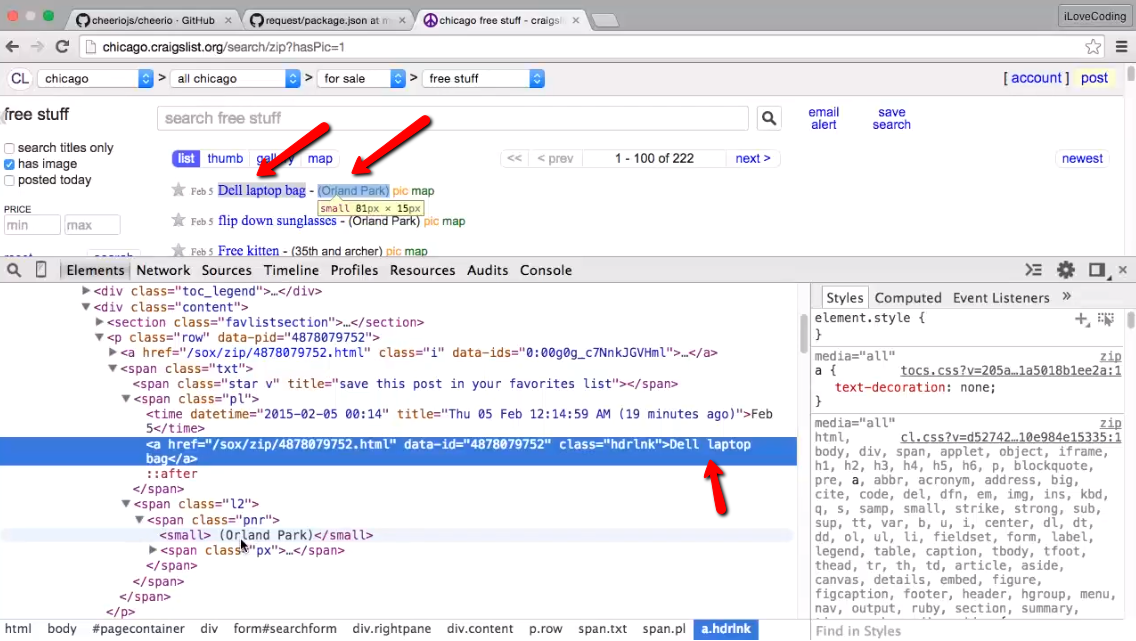 cheeriojs/cheerio · GitHub
request/package.json at m
chicago free stuff - craigsli
iLoveCoding
chicago.craigslist.org/search/zip?hasPic=1
CL chicago > all chicago > for sale > free stuff [ account ] post
free stuff
search free stuff
email alert
save search
search titles only
has image
posted today
list thumb gallery map
<< < prev 1 - 100 of 222 next > newest
Feb 5 Dell laptop bag - (Orland Park) pic map
small 81px × 15px
PRICE
min max
Feb 5 flip down sunglasses - (Orland Park) pic map
Feb 5 Free kitten - (35th and archer) pic map
Elements Network Sources Timeline Profiles Resources Audits Console
<div class="toc_legend">…</div>
<div class="content">
<section class="favlistsection">…</section>
<p class="row" data-pid="4878079752">
<a href="/sox/zip/4878079752.html" class="i" data-ids="0:00g0g_c7NnkJGVHml">…</a>
<span class="txt">
<span class="star v" title="save this post in your favorites list"></span>
<span class="pl">
<time datetime="2015-02-05 00:14" title="Thu 05 Feb 12:14:59 AM (19 minutes ago)">Feb
5</time>
<a href="/sox/zip/4878079752.html" data-id="4878079752" class="hdrlnk">Dell laptop
bag</a>
::after
</span>
<span class="l2">
<span class="pnr">
<small> (Orland Park)</small>
<span class="px">…</span>
</span>
</span>
</span>
</p>
html body #pagecontainer div form#searchform div.rightpane div.content p.row span.txt span.pl a.hdrlnk
Styles Computed Event Listeners »
element.style {
}
media="all" zip
a { tocs.css?v=205a…1a5018b1ee2a:1
text-decoration: none;
}
media="all" zip
html, cl.css?v=d52742…10e984e15335:1
body, div, span, applet, object, iframe,
h1, h2, h3, h4, h5, h6, p, blockquote,
pre, a, abbr, acronym, address, big,
cite, code, del, dfn, em, img, ins, kbd,
q, s, samp, small, strike, strong, sub,
sup, tt, var, b, u, i, center, dl, dt,
dd, ol, ul, li, fieldset, form, label,
legend, table, caption, tbody, tfoot,
thead, tr, th, td, article, aside,
canvas, details, embed, figure,
figcaption, footer, header, hgroup, menu,
nav, output, ruby, section, summary,
Find in Styles